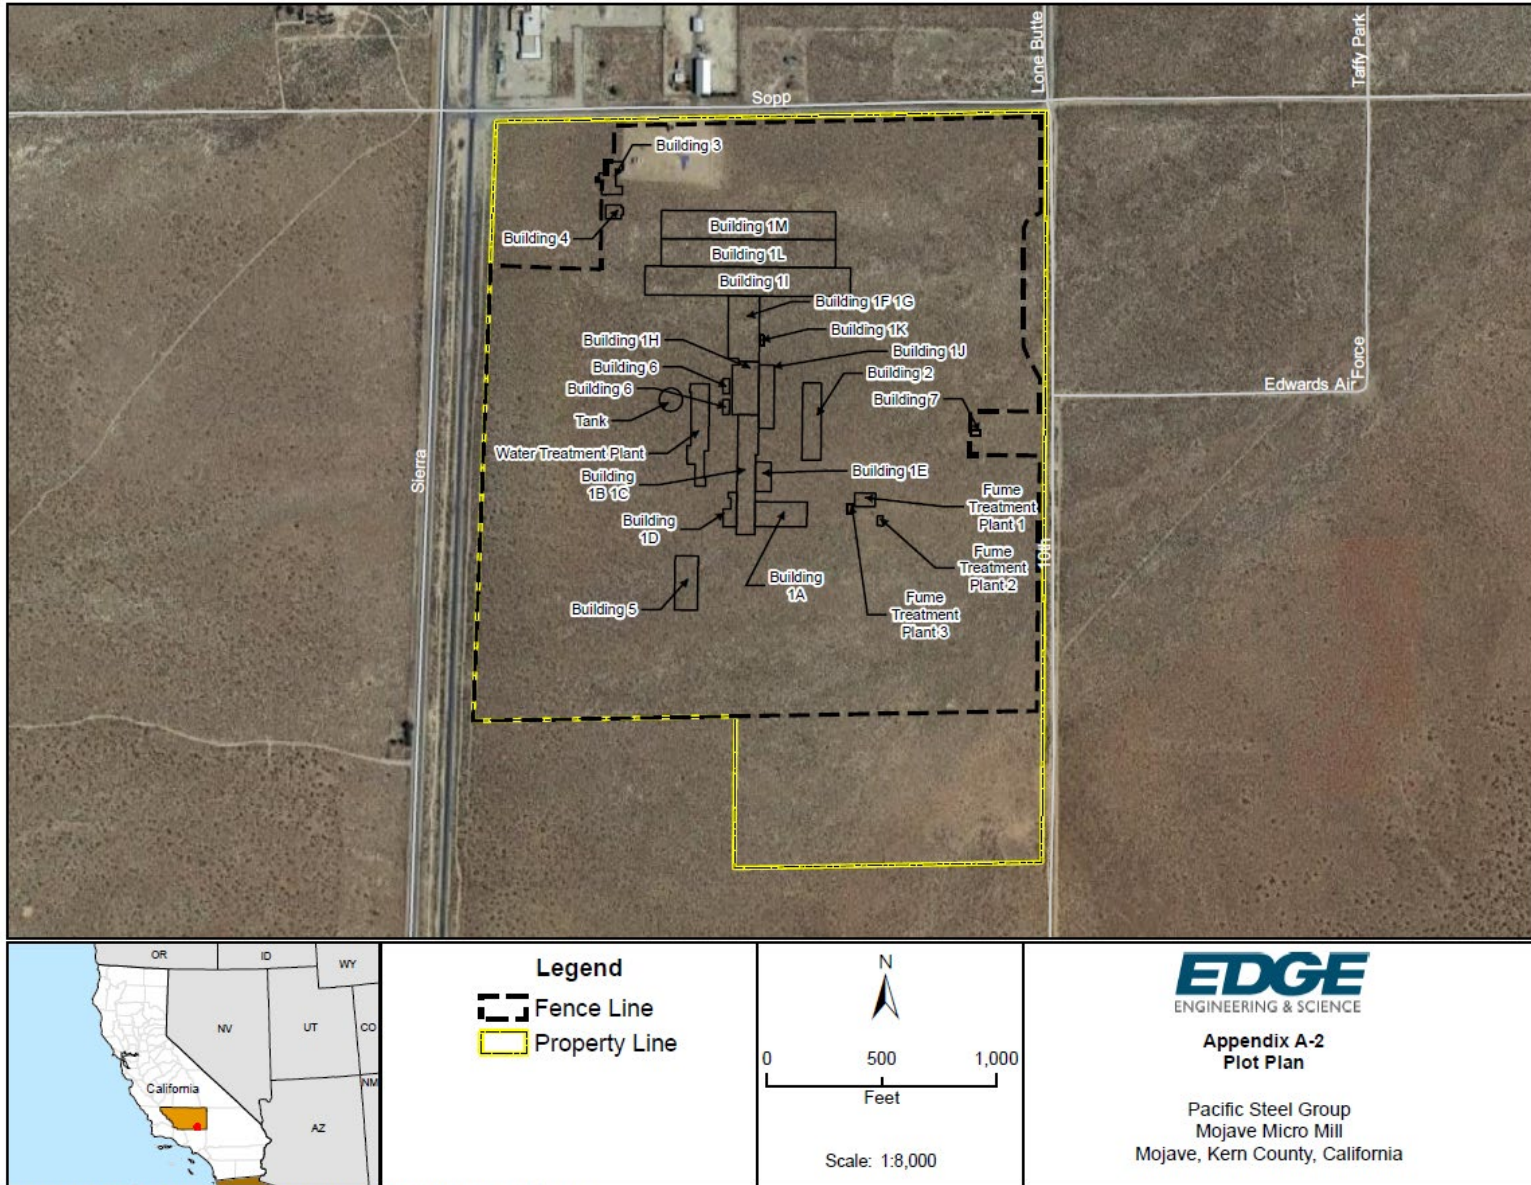 Lone Butte
Taffy Park
Sopp
Building 3
Building 4
Building 1M
Building 1L
Building 1I
Building 1F 1G
Building 1K
Building 1H
Building 1J
Building 6
Building 2
Building 6
Building 7
Tank
Edwards Air Force
Water Treatment Plant
Sierra
Building
1B 1C
Building 1E
Building
1D
Fume
Treatment
Plant 1
Fume
Treatment
Plant 2
10th
Building
1A
Building 5
Fume
Treatment
Plant 3
OR
ID
WY
NV
UT
CO
California
AZ
NM
Legend
Fence Line
Property Line
N
0 500 1,000
Feet
Scale: 1:8,000
EDGE
ENGINEERING & SCIENCE
Appendix A-2
Plot Plan
Pacific Steel Group
Mojave Micro Mill
Mojave, Kern County, California